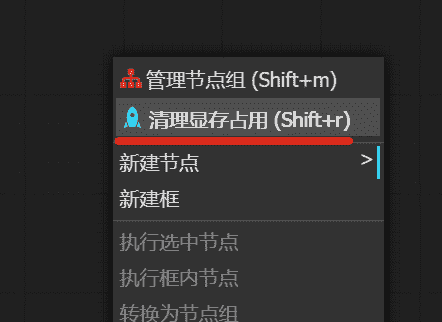 管理节点组 (Shift+m)
清理显存占用 (Shift+r)
新建节点 >
新建框
执行选中节点
执行框内节点
转换为节点组